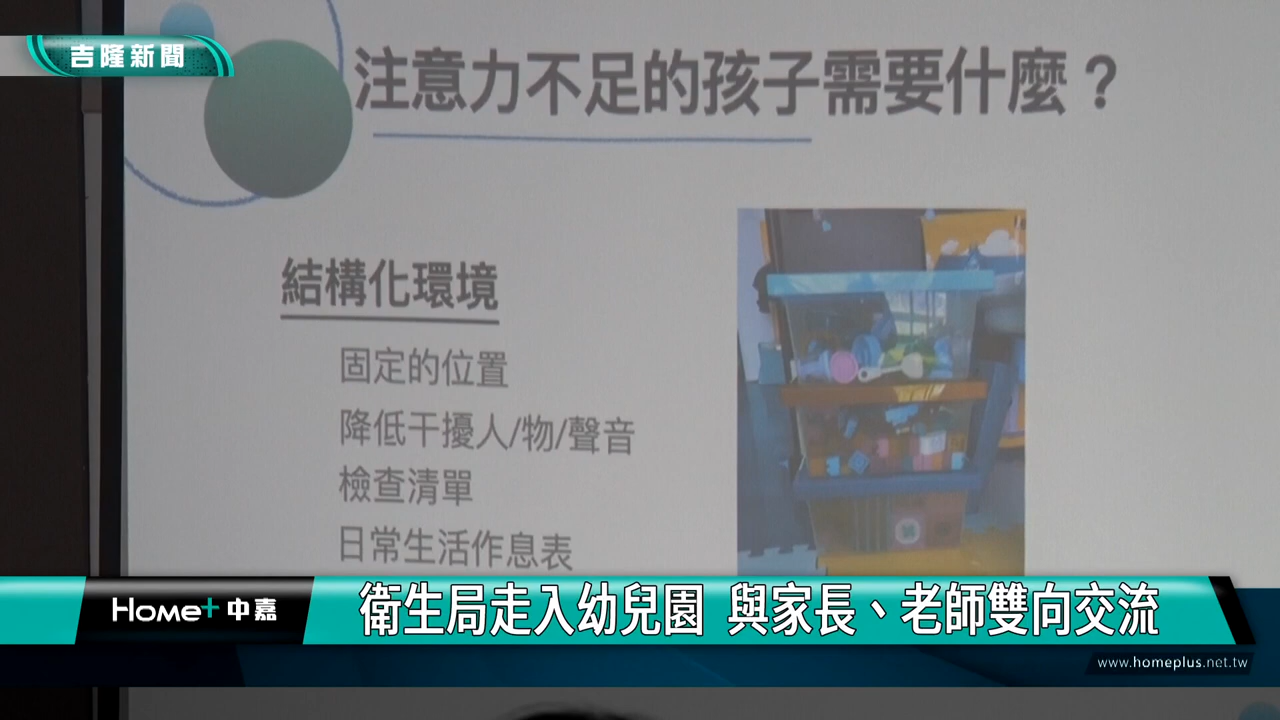 吉隆新聞
注意力不足的孩子需要什麼？
結構化環境
固定的位置
降低干擾人/物/聲音
檢查清單
日常生活作息表
Home+中嘉
衛生局走入幼兒園 與家長、老師雙向交流
www.homeplus.net.tw